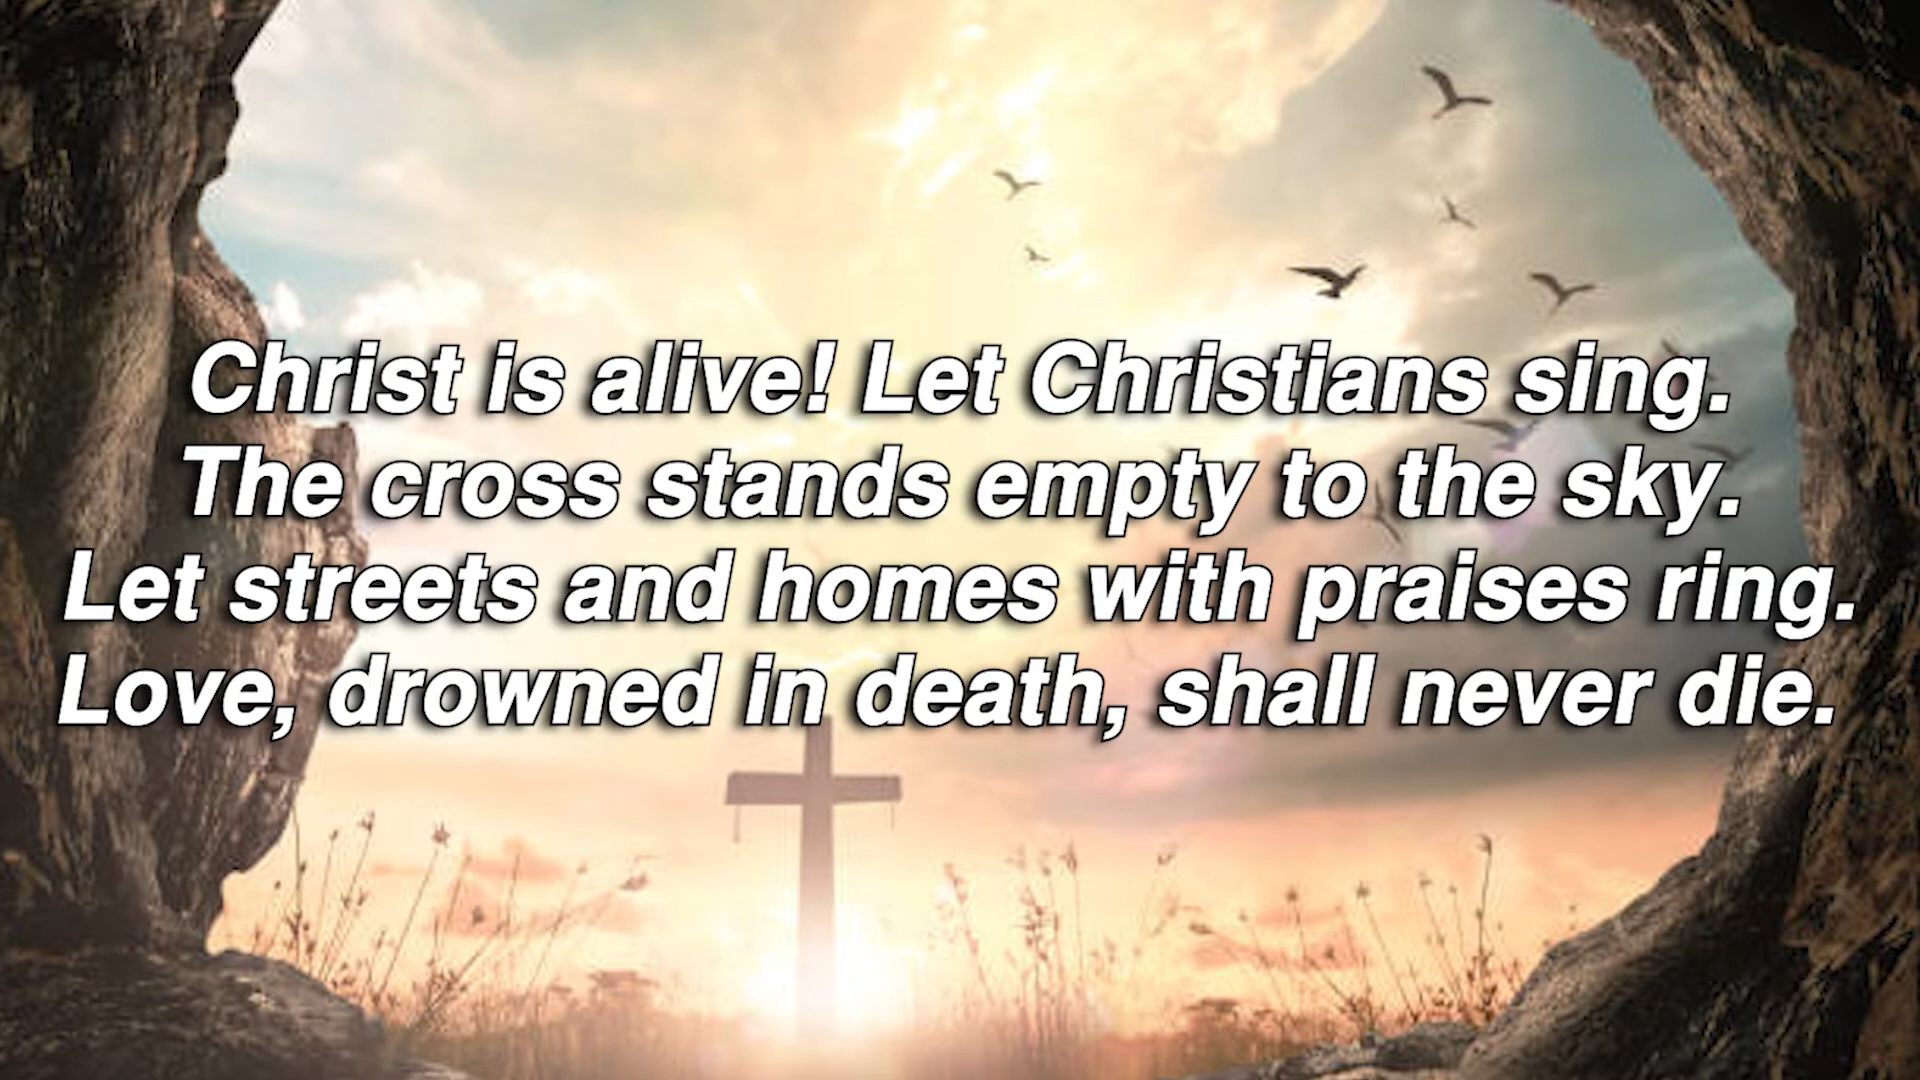 Christ is alive! Let Christians sing.
The cross stands empty to the sky.
Let streets and homes with praises ring.
Love, drowned in death, shall never die.